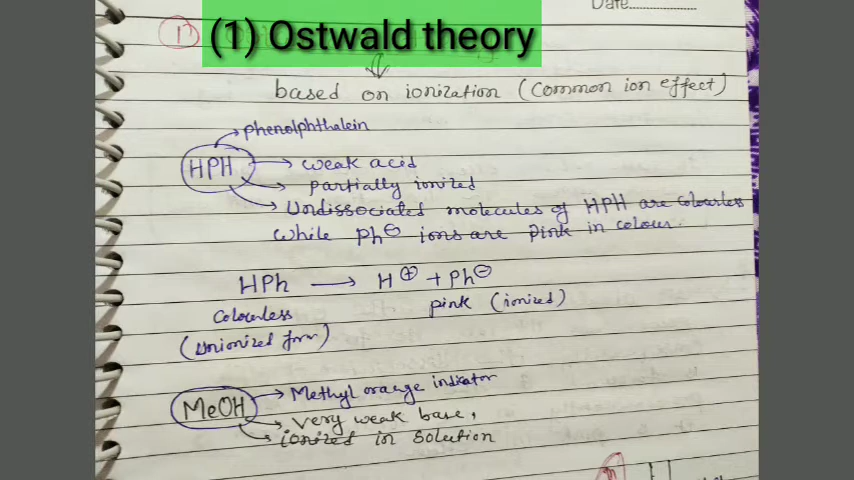 Date
(1) Ostwald theory
based on ionization (Common ion effect)
Phenolphthalein
HPH → weak acid
→ partially ionized
→ Undissociated molecules of HPH are colourless
while Ph⊖ ions are pink in colour.
HPh → H⊕ + Ph⊖
Colourless pink (ionized)
(Unionized form)
MeOH → Methyl orange indicator
→ Very weak base,
→ ionized in solution